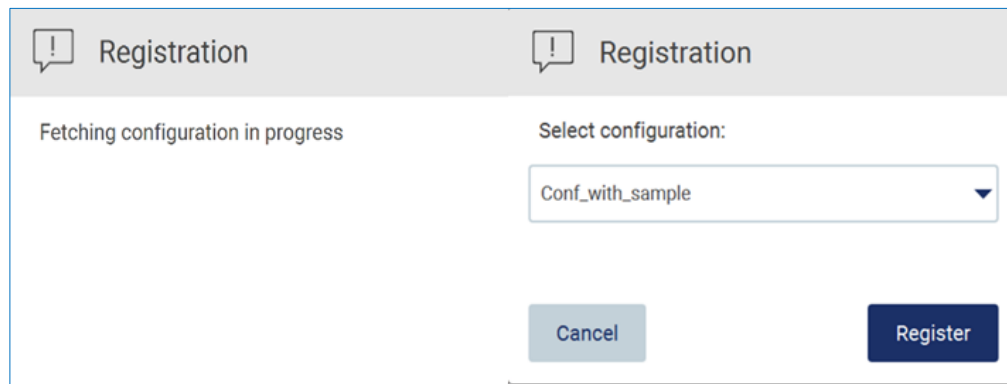 Registration
Fetching configuration in progress
Registration
Select configuration:
Conf_with_sample
Cancel
Register